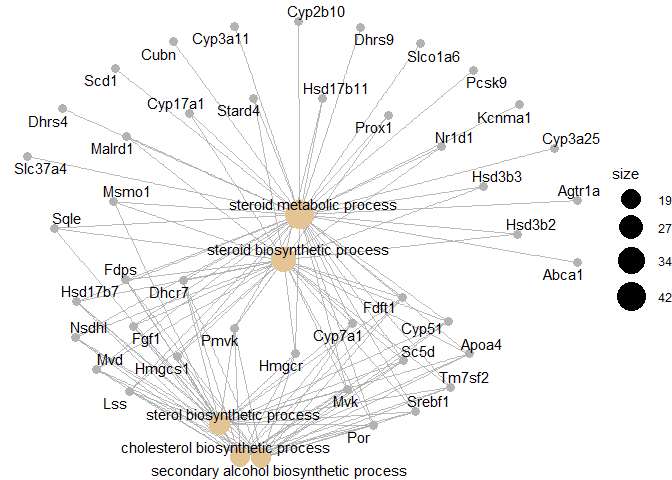 Cyp2b10
Cyp3a11
Dhrs9
Cubn
Slco1a6
Scd1
Pcsk9
Cyp17a1
Stard4
Hsd17b11
Kcnma1
Dhrs4
Prox1
Malrd1
Nr1d1
Cyp3a25
Slc37a4
Hsd3b3
size
Msmo1
Agtr1a
19
steroid metabolic process
Sqle
Hsd3b2
27
steroid biosynthetic process
Fdps
Abca1
34
Hsd17b7
Dhcr7
42
Fdft1
Nsdhl
Fgf1
Pmvk
Cyp7a1
Cyp51
Mvd
Hmgcs1
Hmgcr
Sc5d
Apoa4
Tm7sf2
Lss
Mvk
Srebf1
sterol biosynthetic process
Por
cholesterol biosynthetic process
secondary alcohol biosynthetic process